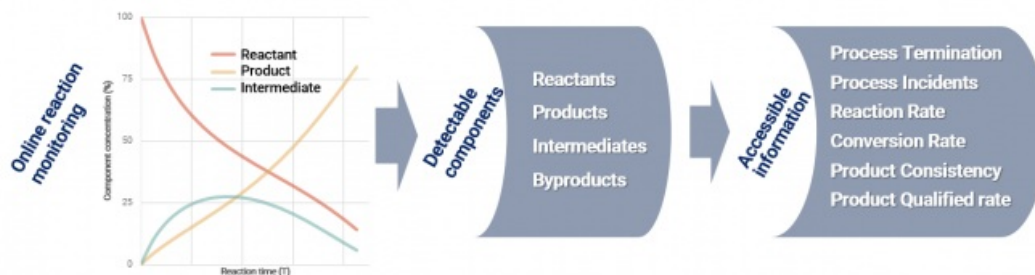 Online reaction
monitoring
Component concentration (%)
100
75
50
25
0
Reactant
Product
Intermediate
Reaction time (T)
Detectable
components
Reactants
Products
Intermediates
Byproducts
Accessible
information
Process Termination
Process Incidents
Reaction Rate
Conversion Rate
Product Consistency
Product Qualified rate